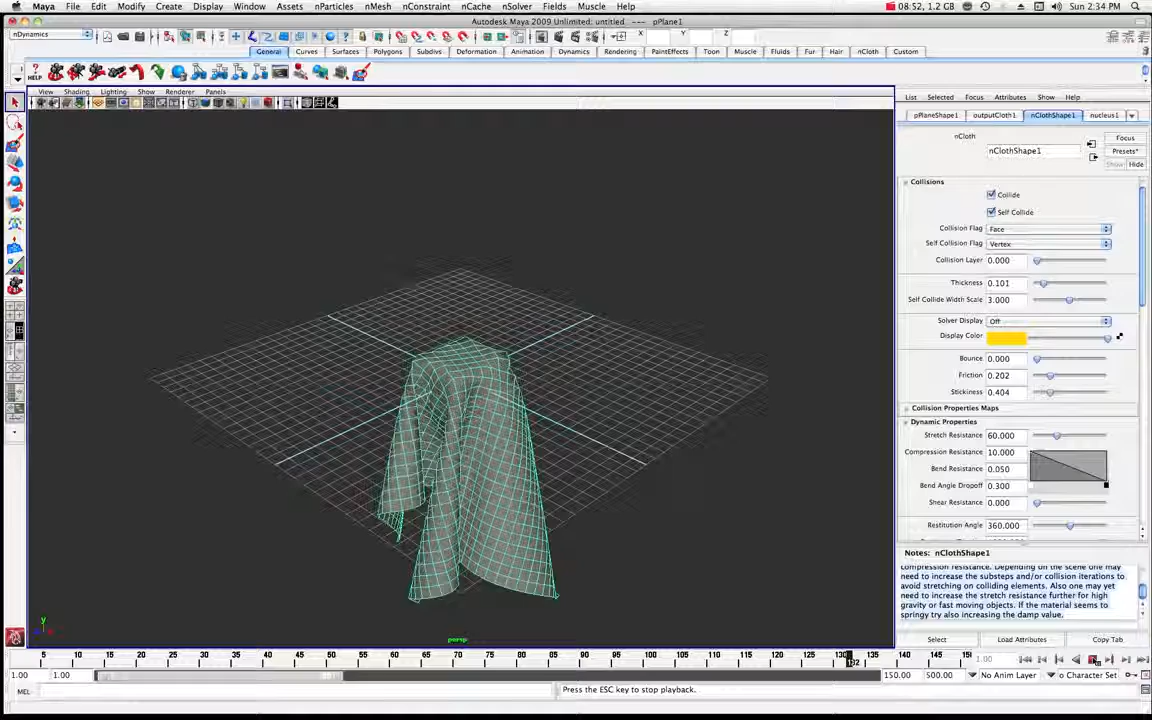 Maya File Edit Modify Create Display Window Assets nParticles nMesh nConstraint nCache nSolver Fields Muscle Help 08:52, 1.2 GB Sun 2:34 PM
Autodesk Maya 2009 Unlimited: untitled --- pPlane1
nDynamics X Y Z
General Curves Surfaces Polygons Subdivs Deformation Animation Dynamics Rendering PaintEffects Toon Muscle Fluids Fur Hair nCloth Custom
HELP
View Shading Lighting Show Renderer Panels
List Selected Focus Attributes Show Help
pPlaneShape1 outputCloth1 nClothShape1 nucleus1
nCloth
nClothShape1
Focus
Presets*
Show Hide
Collisions
Collide
Self Collide
Collision Flag Face
Self Collision Flag Vertex
Collision Layer 0.000
Thickness 0.101
Self Collide Width Scale 3.000
Solver Display Off
Display Color
Bounce 0.000
Friction 0.202
Stickiness 0.404
Collision Properties Maps
Dynamic Properties
Stretch Resistance 60.000
Compression Resistance 10.000
Bend Resistance 0.050
Bend Angle Dropoff 0.300
Shear Resistance 0.000
Restitution Angle 360.000
Notes: nClothShape1
compression resistance. Depending on the scene one may
need to increase the substeps and/or collision iterations to
avoid stretching on colliding elements. Also one may yet
need to increase the stretch resistance further for high
gravity or fast moving objects. If the material seems to
springy try also increasing the damp value.
Select Load Attributes Copy Tab
y
persp
5 10 15 20 25 30 35 40 45 50 55 60 65 70 75 80 85 90 95 100 105 110 115 120 125 130 132 135 140 145 150 1.00
1.00 1.00 150.00 500.00 No Anim Layer o Character Set
MEL Press the ESC key to stop playback.